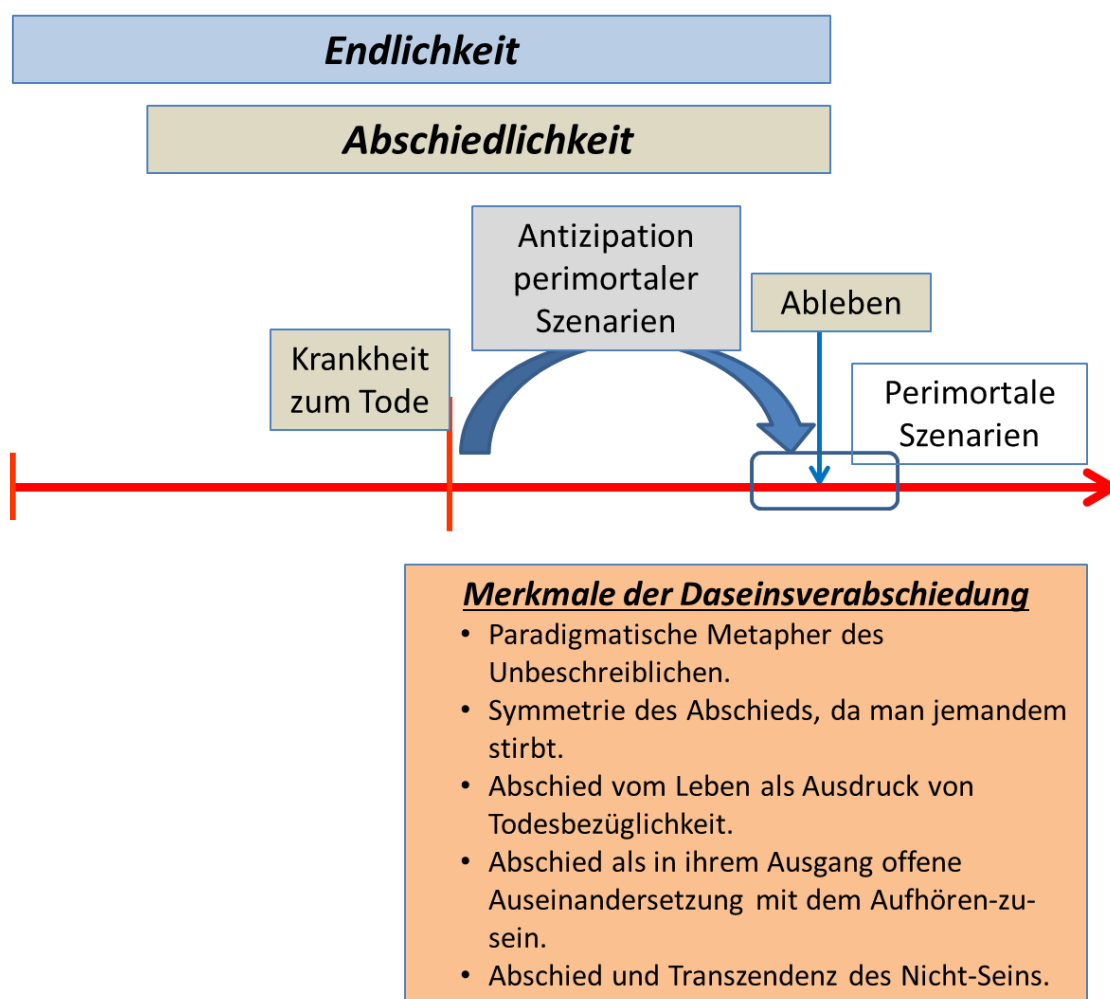 Endlichkeit
Abschiedlichkeit
Antizipation
perimortaler
Szenarien
Ableben
Krankheit
zum Tode
Perimortale
Szenarien
Merkmale der Daseinsverabschiedung
• Paradigmatische Metapher des
Unbeschreiblichen.
• Symmetrie des Abschieds, da man jemandem
stirbt.
• Abschied vom Leben als Ausdruck von
Todesbezüglichkeit.
• Abschied als in ihrem Ausgang offene
Auseinandersetzung mit dem Aufhören-zu-
sein.
• Abschied und Transzendenz des Nicht-Seins.